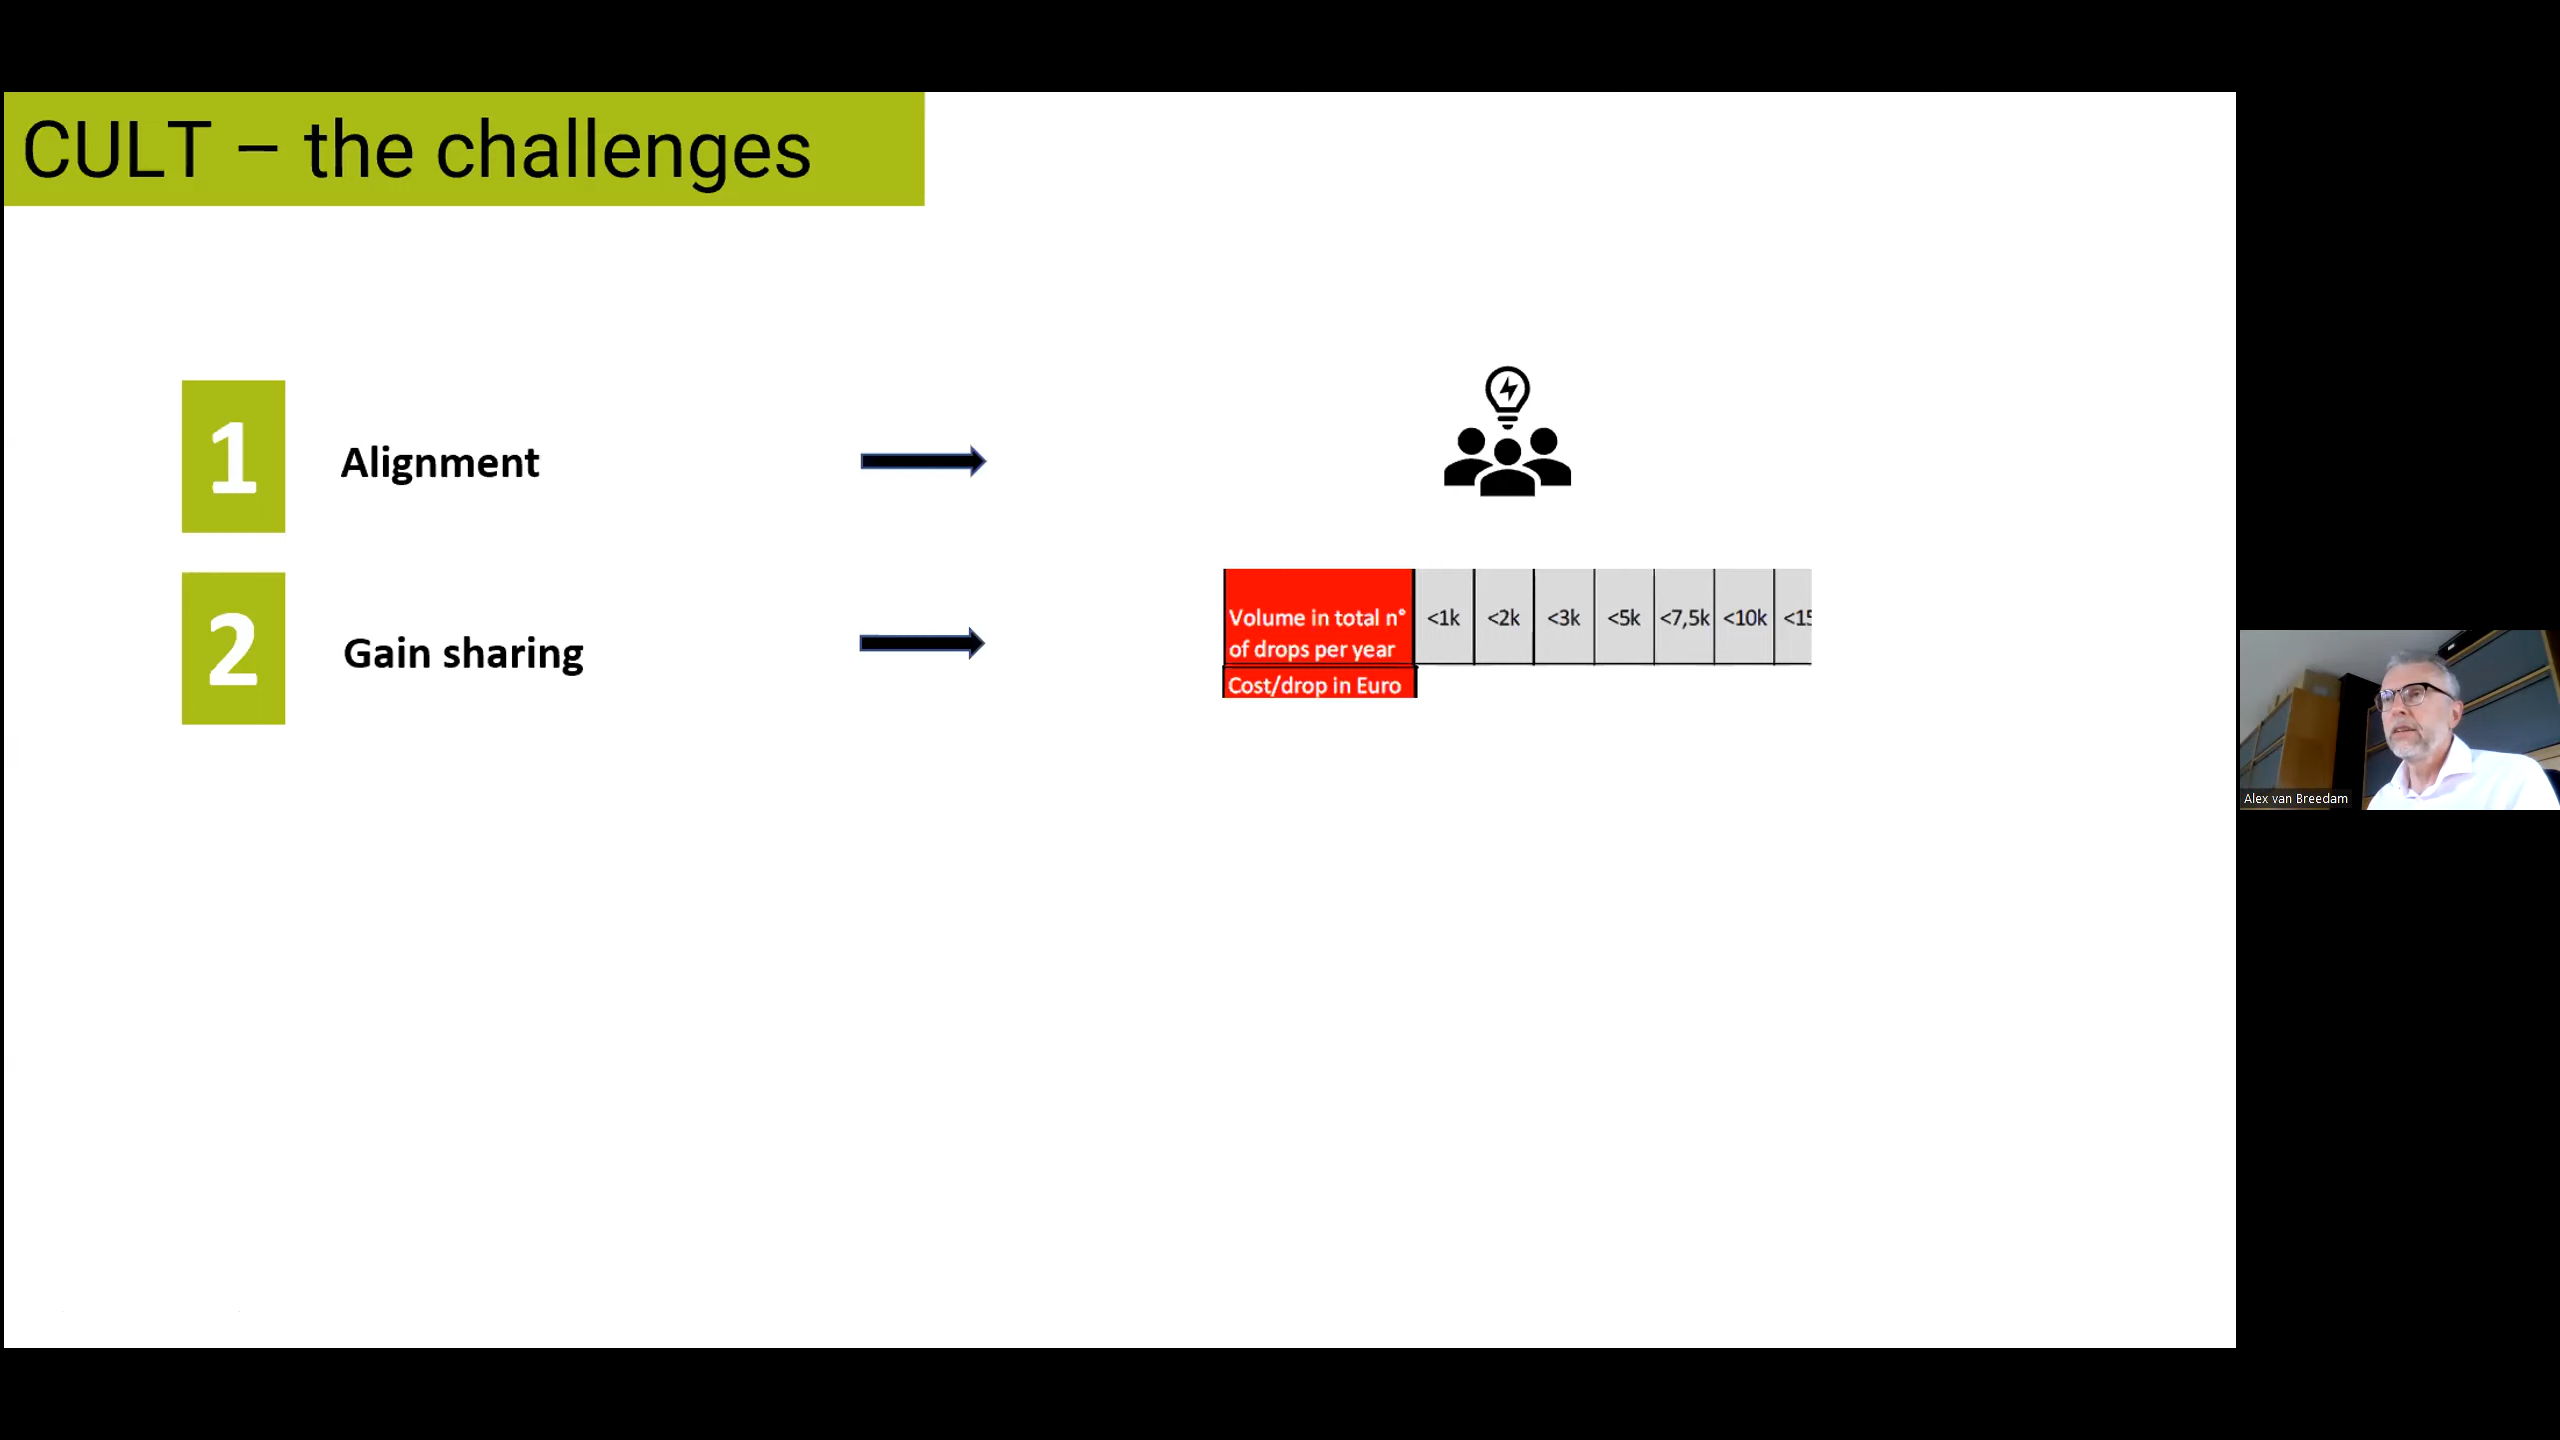 CULT – the challenges
1
Alignment
2
Gain sharing
Volume in total n°
of drops per year
<1k
<2k
<3k
<5k
<7,5k
<10k
<15
Cost/drop in Euro
Alex van Breedam